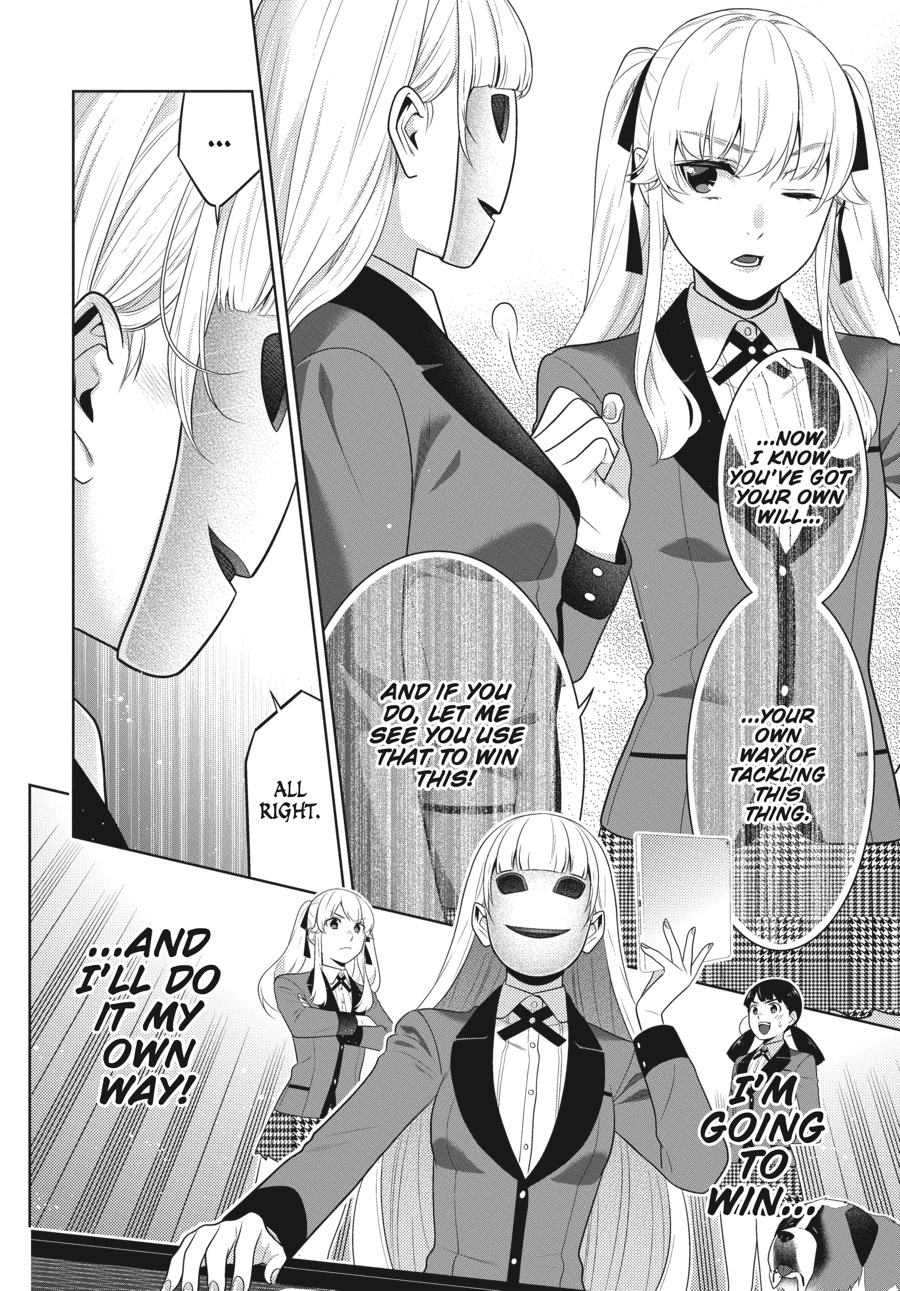 ...NOW
I KNOW
YOU'VE GOT
YOUR OWN
WILL...
...YOUR
OWN
WAY OF
TACKLING
THIS
THING.
AND IF YOU
DO, LET ME
SEE YOU USE
THAT TO WIN
THIS!
...
ALL
RIGHT.
I'M
GOING
TO
WIN...
...AND
I'LL DO
IT MY
OWN
WAY!